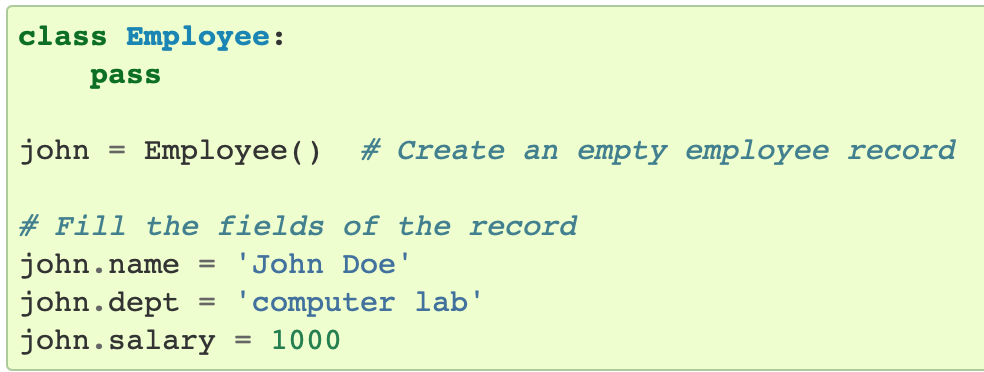 class Employee:
    pass

john = Employee()  # Create an empty employee record

# Fill the fields of the record
john.name = 'John Doe'
john.dept = 'computer lab'
john.salary = 1000